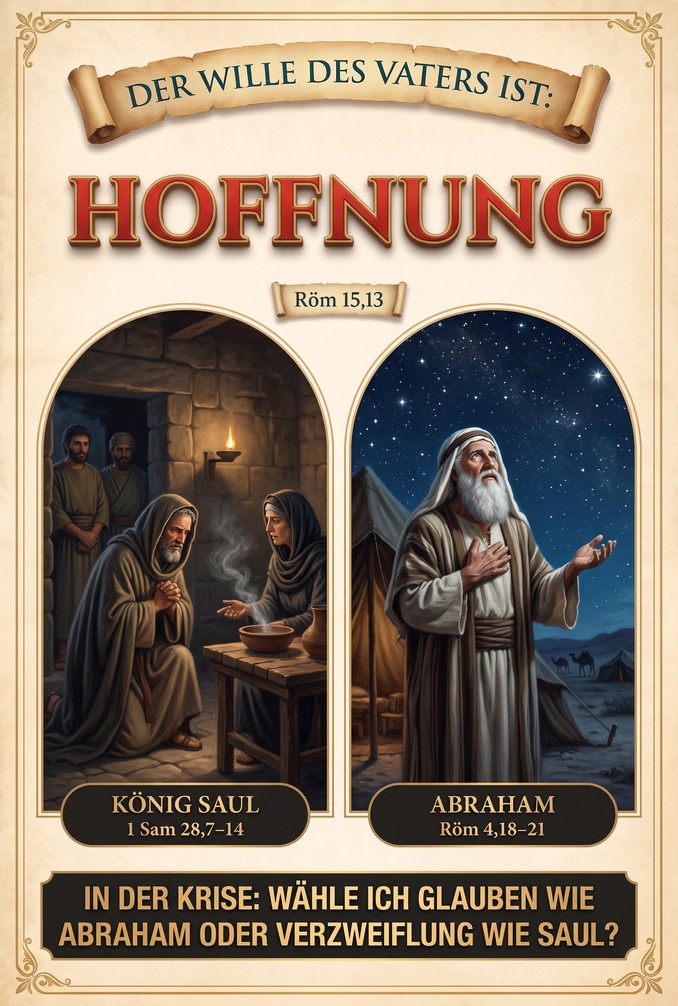 DER WILLE DES VATERS IST:
HOFFNUNG
Röm 15,13
KÖNIG SAUL
1 Sam 28,7–14
ABRAHAM
Röm 4,18–21
IN DER KRISE: WÄHLE ICH GLAUBEN WIE
ABRAHAM ODER VERZWEIFLUNG WIE SAUL?